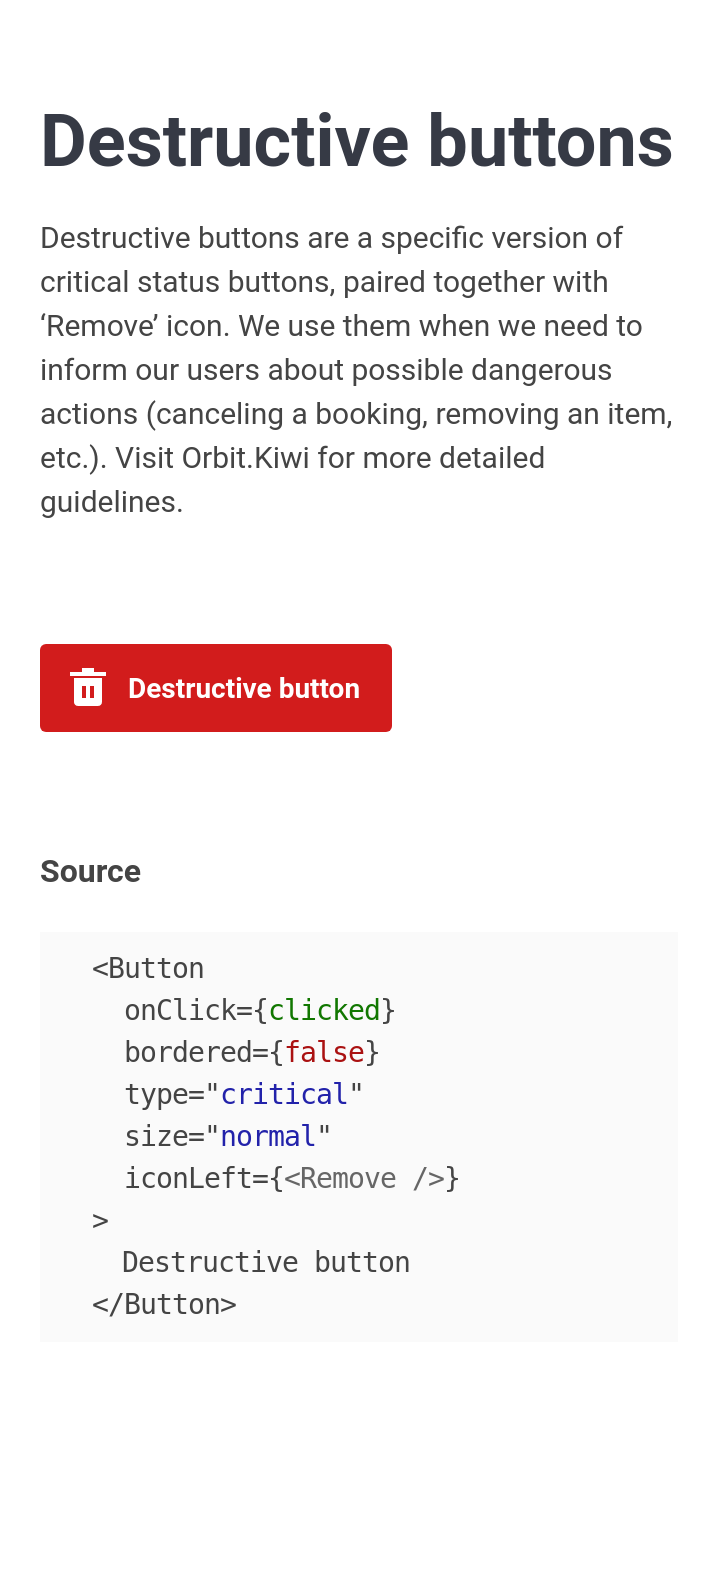 Destructive buttons
Destructive buttons are a specific version of
critical status buttons, paired together with
‘Remove’ icon. We use them when we need to
inform our users about possible dangerous
actions (canceling a booking, removing an item,
etc.). Visit Orbit.Kiwi for more detailed
guidelines.
Destructive button
Source
<Button
  onClick={clicked}
  bordered={false}
  type="critical"
  size="normal"
  iconLeft={<Remove />}
>
  Destructive button
</Button>